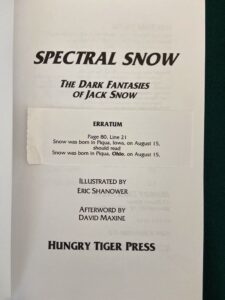 SPECTRAL SNOW
THE DARK FANTASIES
OF JACK SNOW
ERRATUM
Page 80, Line 21
Snow was born in Piqua, Iowa, on August 15,
should read
Snow was born in Piqua, Ohio, on August 15,
ILLUSTRATED BY
ERIC SHANOWER
AFTERWORD BY
DAVID MAXINE
HUNGRY TIGER PRESS